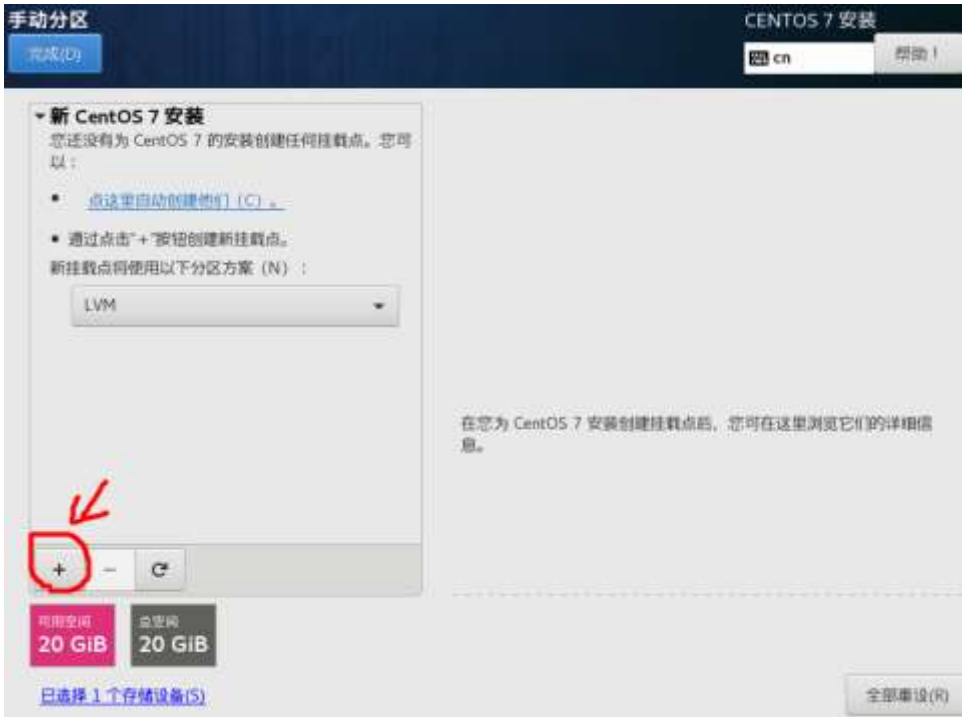 手动分区
CENTOS 7 安装
完成(D)
cn
帮助！
新 CentOS 7 安装
您还没有为 CentOS 7 的安装创建任何挂载点。您可
以：
点这里自动创建他们（C）。
通过点击"+"按钮创建新挂载点。
新挂载点将使用以下分区方案（N）：
LVM
在您为 CentOS 7 安装创建挂载点后，您可在这里浏览它们的详细信
息。
+ − 
可用空间
20 GiB
总空间
20 GiB
已选择 1 个存储设备(S)
全部重设(R)